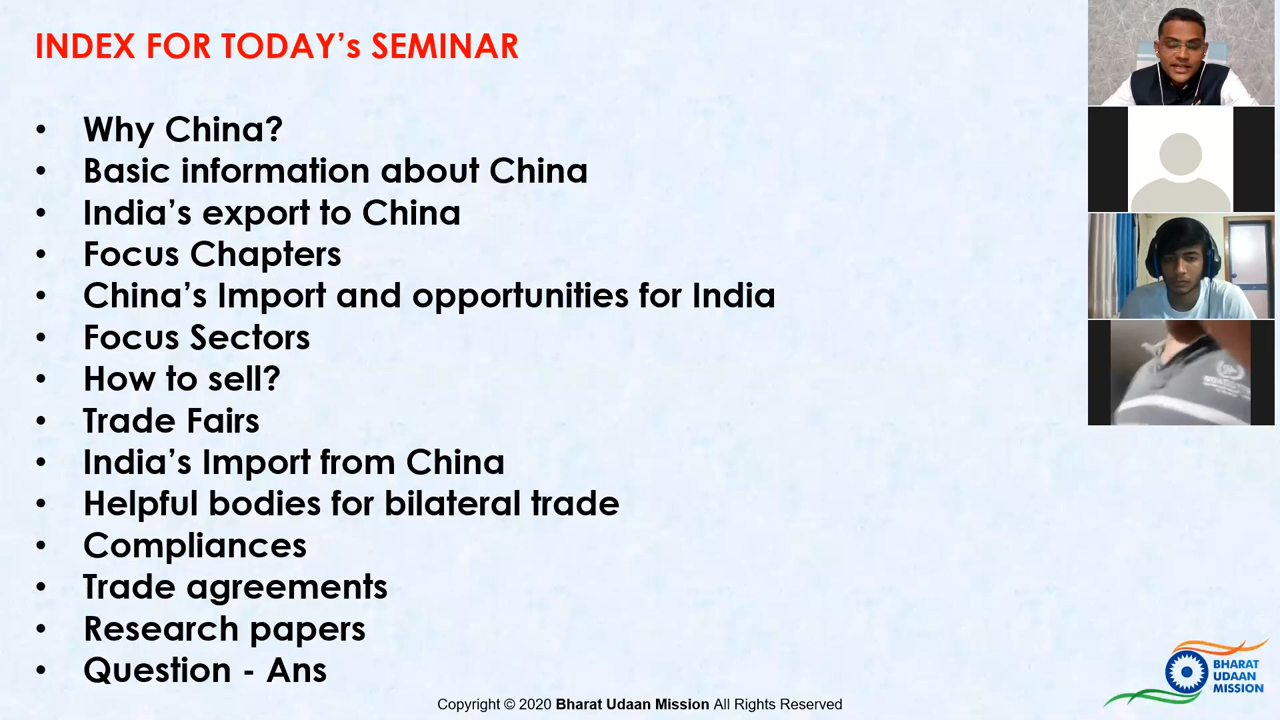 INDEX FOR TODAY’s SEMINAR
• Why China?
• Basic information about China
• India’s export to China
• Focus Chapters
• China’s Import and opportunities for India
• Focus Sectors
• How to sell?
• Trade Fairs
• India’s Import from China
• Helpful bodies for bilateral trade
• Compliances
• Trade agreements
• Research papers
• Question - Ans
BHARAT
UDAAN
MISSION
Copyright © 2020 Bharat Udaan Mission All Rights Reserved